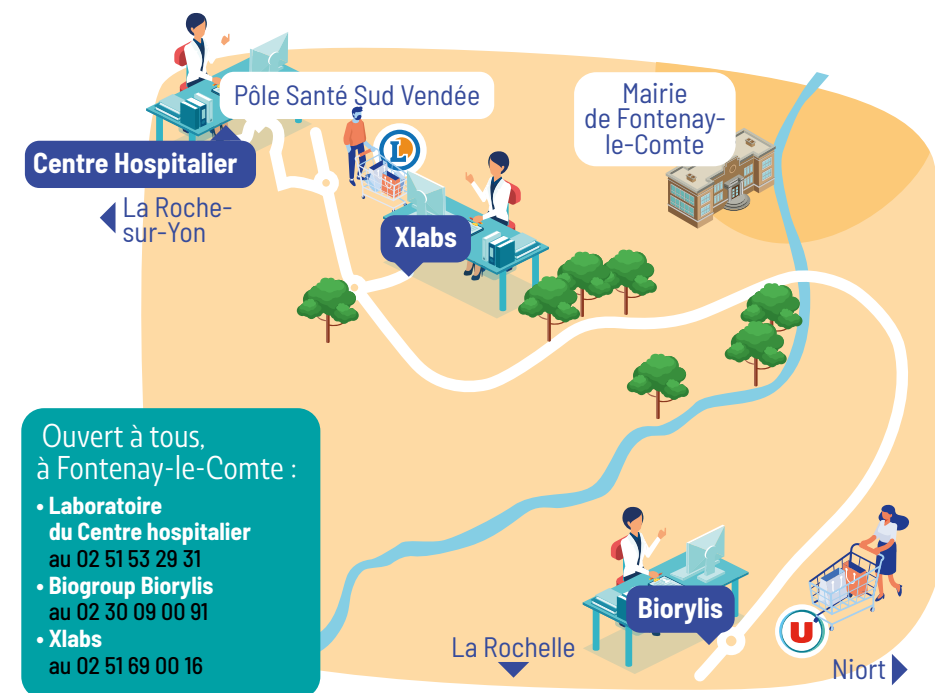 Pôle Santé Sud Vendée
Centre Hospitalier
La Roche-
sur-Yon
L
Xlabs
Mairie
de Fontenay-
le-Comte
Ouvert à tous,
à Fontenay-le-Comte :
• Laboratoire
du Centre hospitalier
au 02 51 53 29 31
• Biogroup Biorylis
au 02 30 09 00 91
• Xlabs
au 02 51 69 00 16
Biorylis
U
La Rochelle
Niort